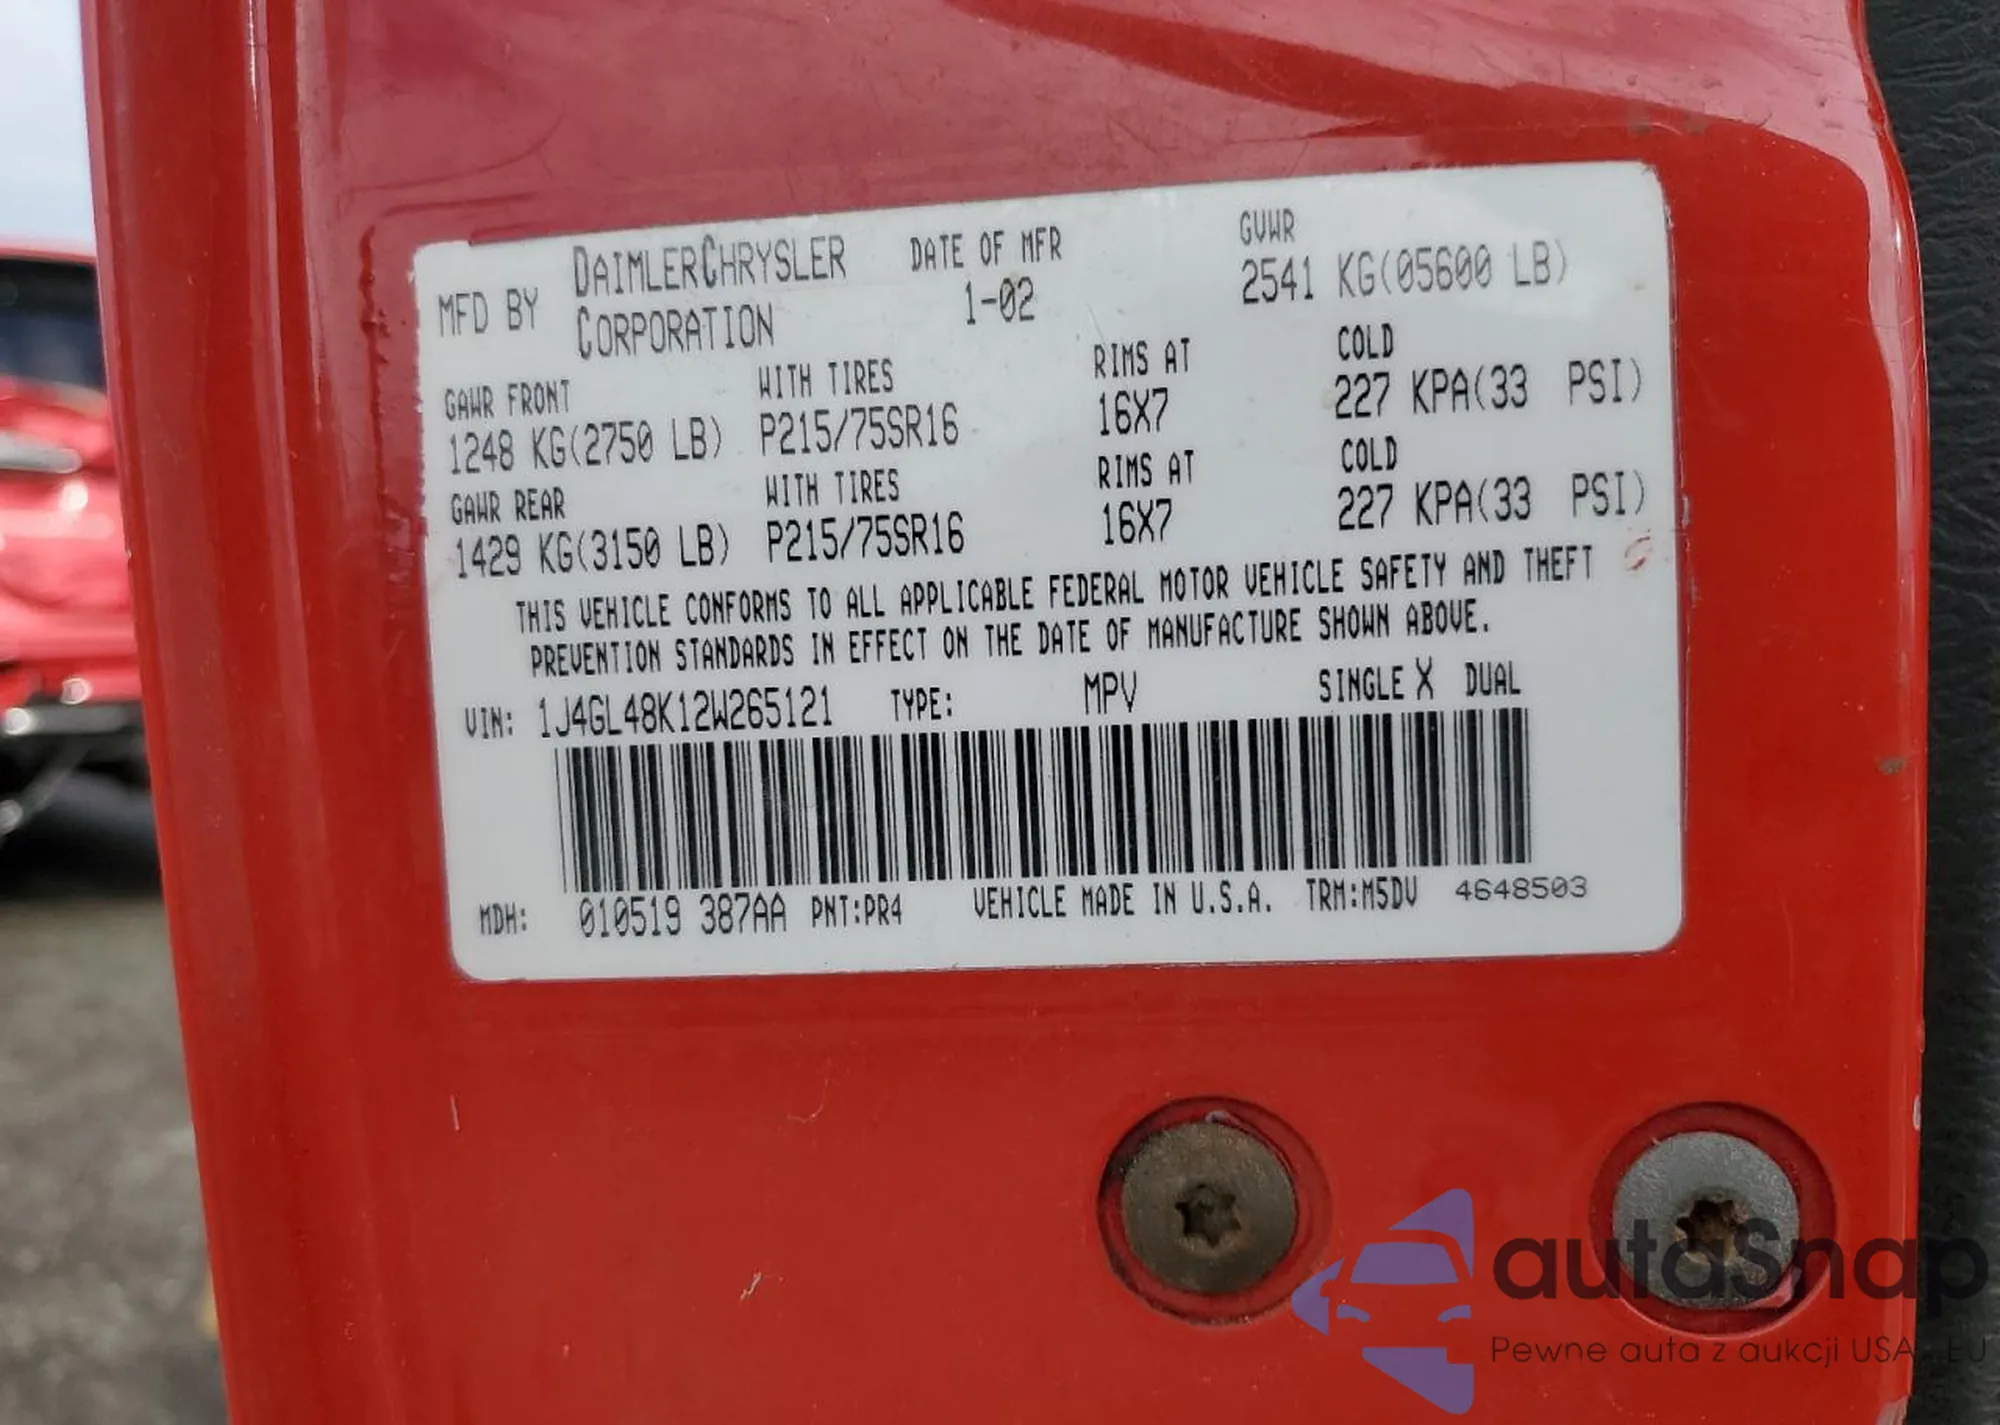 MFD BY DAIMLERCHRYSLER CORPORATION DATE OF MFR 1-02 GVWR 2541 KG(05600 LB)
GAWR FRONT WITH TIRES RIMS AT COLD
1248 KG(2750 LB) P215/75SR16 16X7 227 KPA(33 PSI)
GAWR REAR WITH TIRES RIMS AT COLD
1429 KG(3150 LB) P215/75SR16 16X7 227 KPA(33 PSI)
THIS VEHICLE CONFORMS TO ALL APPLICABLE FEDERAL MOTOR VEHICLE SAFETY AND THEFT
PREVENTION STANDARDS IN EFFECT ON THE DATE OF MANUFACTURE SHOWN ABOVE.
VIN: 1J4GL48K12W265121 TYPE: MPV SINGLE X DUAL
MDH: 010519 387AA PNT:PR4 VEHICLE MADE IN U.S.A. TRM:M5DV 4648503
autaSnap
Pewne auta z aukcji USA EU